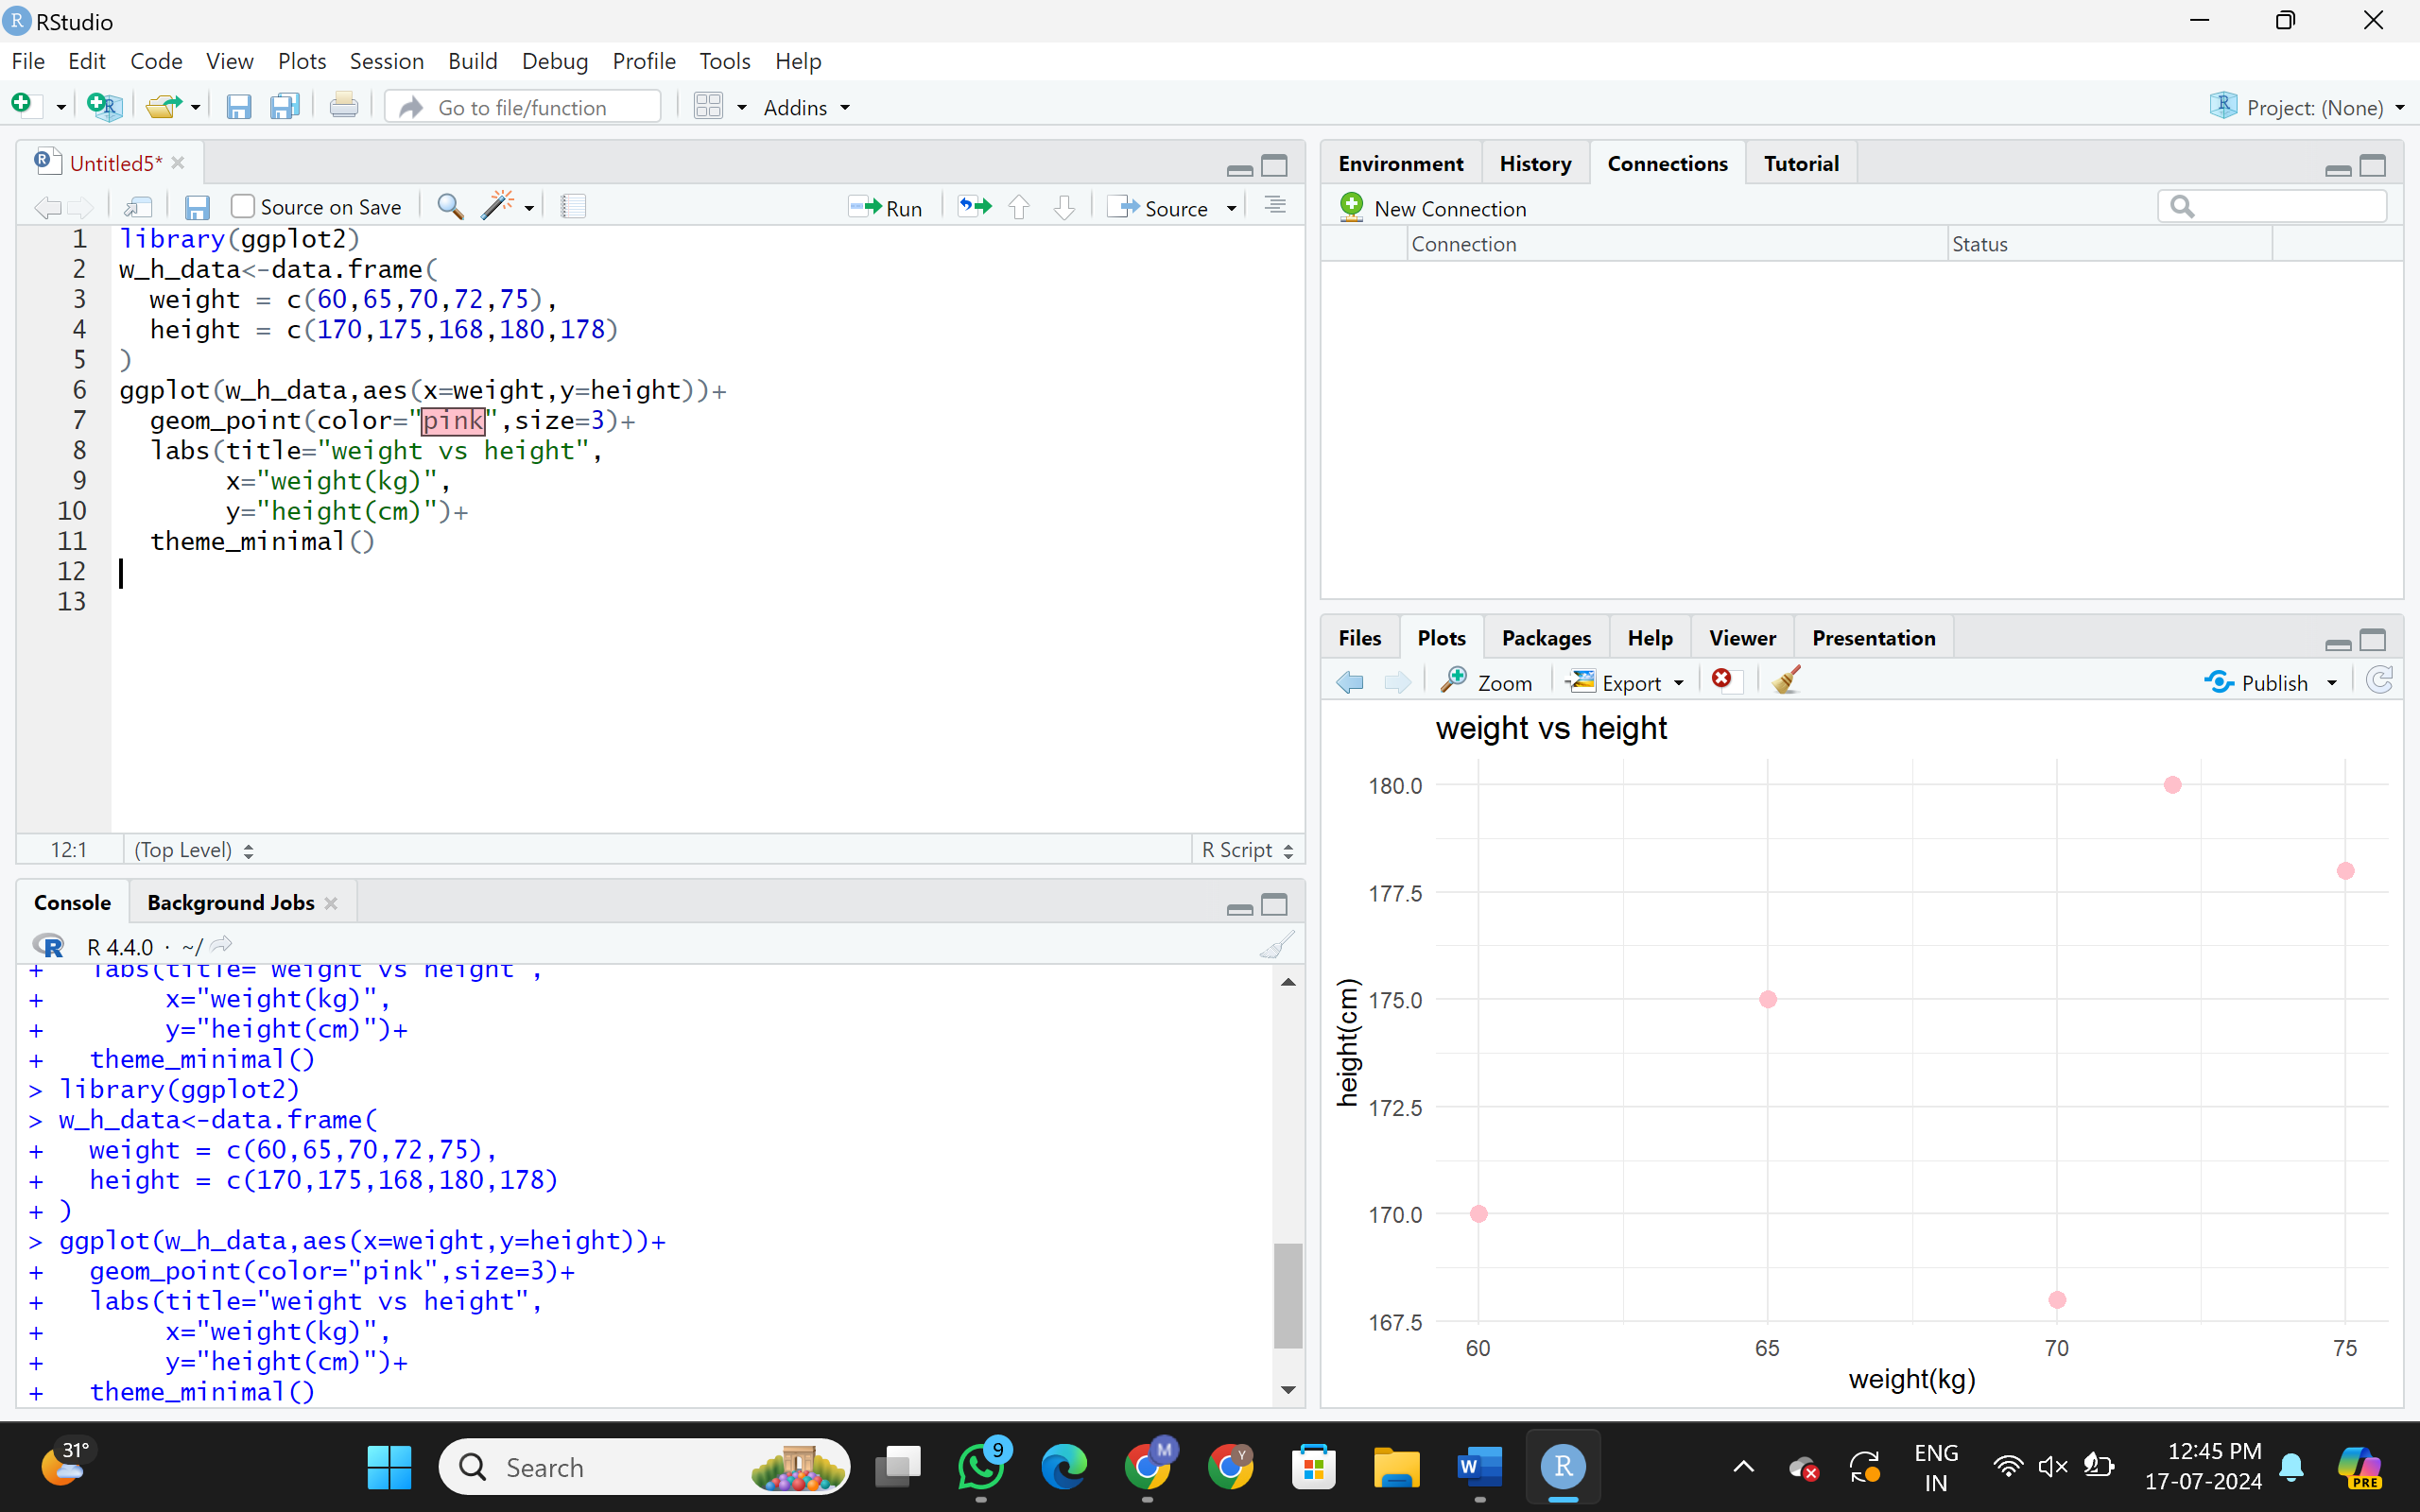 RStudio
File Edit Code View Plots Session Build Debug Profile Tools Help
Go to file/function Addins Project: (None)
Untitled5*
Source on Save Run Source
1 library(ggplot2)
2 w_h_data<-data.frame(
3   weight = c(60,65,70,72,75),
4   height = c(170,175,168,180,178)
5 )
6 ggplot(w_h_data,aes(x=weight,y=height))+
7   geom_point(color="pink",size=3)+
8   labs(title="weight vs height",
9        x="weight(kg)",
10        y="height(cm)")+
11   theme_minimal()
12
13
12:1 (Top Level) R Script
Console Background Jobs
R 4.4.0 · ~/
+   labs(title="weight vs height",
+        x="weight(kg)",
+        y="height(cm)")+
+   theme_minimal()
> library(ggplot2)
> w_h_data<-data.frame(
+   weight = c(60,65,70,72,75),
+   height = c(170,175,168,180,178)
+ )
> ggplot(w_h_data,aes(x=weight,y=height))+
+   geom_point(color="pink",size=3)+
+   labs(title="weight vs height",
+        x="weight(kg)",
+        y="height(cm)")+
+   theme_minimal()
Environment History Connections Tutorial
New Connection
Connection Status
Files Plots Packages Help Viewer Presentation
Zoom Export Publish
weight vs height
180.0
177.5
175.0
172.5
170.0
167.5
height(cm)
60 65 70 75
weight(kg)
31°
Search
9
M
Y
W
R
ENG
IN
12:45 PM
17-07-2024
PRE